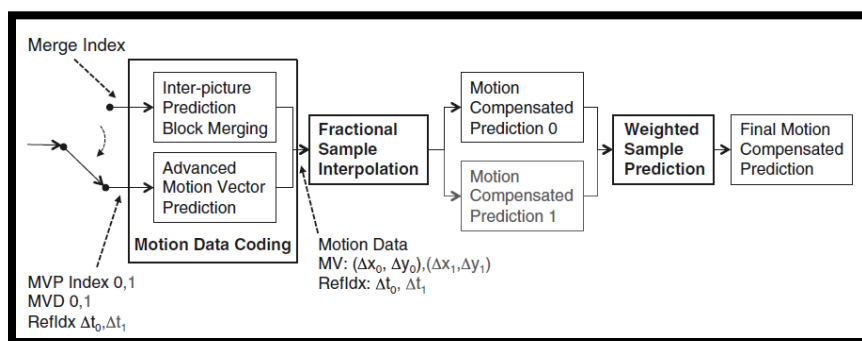 Merge Index
Inter-picture
Prediction
Block Merging
Advanced
Motion Vector
Prediction
Motion Data Coding
MVP Index 0,1
MVD 0,1
RefIdx Δt₀,Δt₁
Fractional
Sample
Interpolation
Motion Data
MV: (Δx₀, Δy₀),(Δx₁,Δy₁)
RefIdx: Δt₀, Δt₁
Motion
Compensated
Prediction 0
Motion
Compensated
Prediction 1
Weighted
Sample
Prediction
Final Motion
Compensated
Prediction